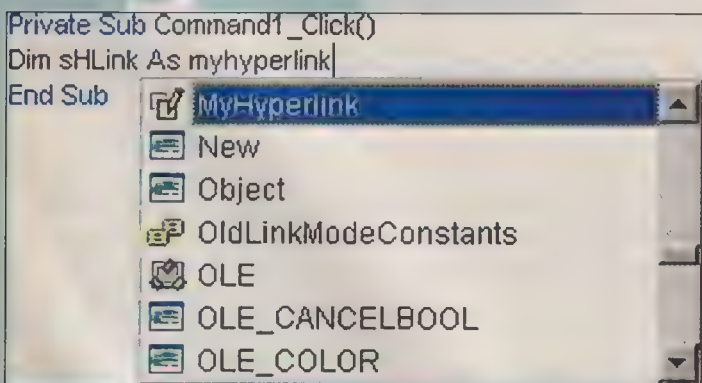 Private Sub Command1_Click()
Dim sHLink As myhyperlink
End Sub
MyHyperlink
New
Object
OldLinkModeConstants
OLE
OLE_CANCELBOOL
OLE_COLOR